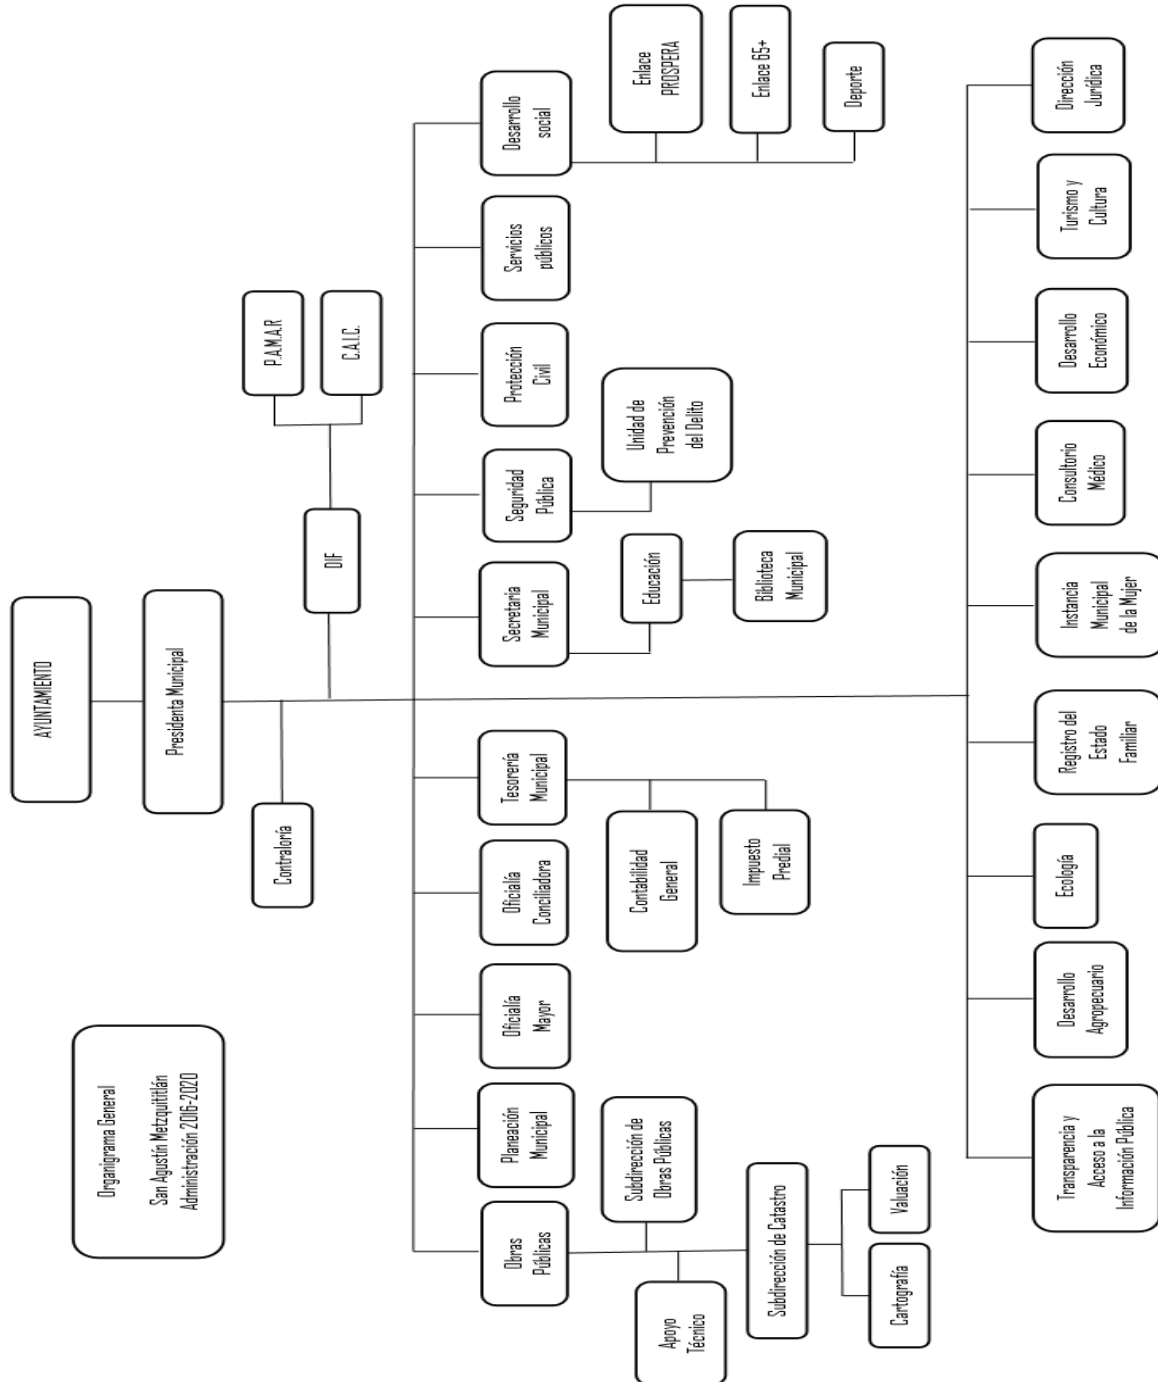 Organigrama General
San Agustín Metzquititlán
Administración 2016-2020
AYUNTAMIENTO
Presidenta Municipal
Contraloría
DIF
P.A.M.A.R
C.A.I.C.
Obras
Públicas
Planeación
Municipal
Oficialía
Mayor
Oficialía
Conciliadora
Tesorería
Municipal
Secretaria
Municipal
Seguridad
Pública
Protección
Civil
Servicios
públicos
Desarrollo
social
Apoyo
Técnico
Subdirección de
Obras Públicas
Subdirección de Catastro
Cartografía
Valuación
Contabilidad
General
Impuesto
Predial
Educación
Biblioteca
Municipal
Unidad de
Prevención
del Delito
Enlace
PROSPERA
Enlace 65+
Deporte
Transparencia y
Acceso a la
Información Pública
Desarrollo
Agropecuario
Ecología
Registro del
Estado
Familiar
Instancia
Municipal
de la Mujer
Consultorio
Médico
Desarrollo
Económico
Turismo y
Cultura
Dirección
Jurídica